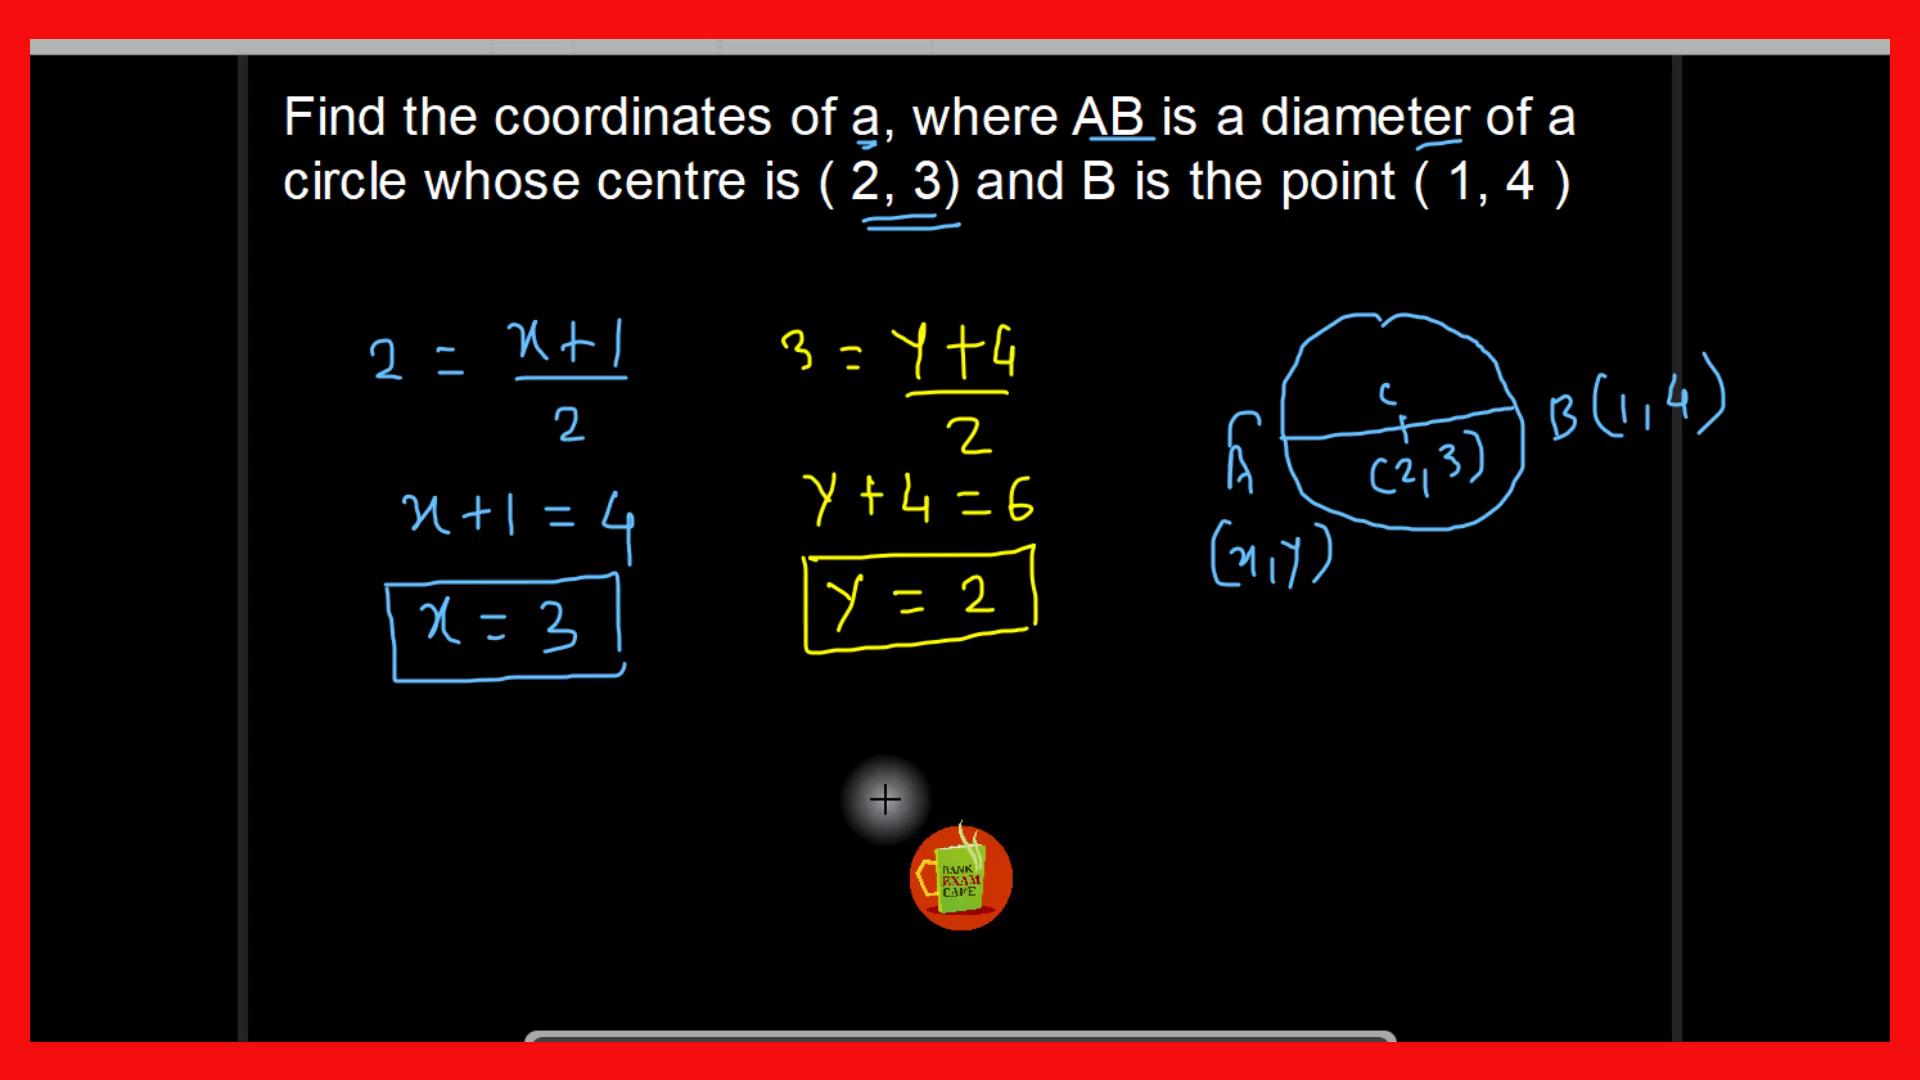 Find the coordinates of a, where AB is a diameter of a
circle whose centre is ( 2, 3) and B is the point ( 1, 4 )
2 = x+1
2
x+1 = 4
x = 3
3 = y+4
2
y+4 = 6
y = 2
C
(2,3)
B(1,4)
A
(x,y)
BANK
EXAM
CAFE